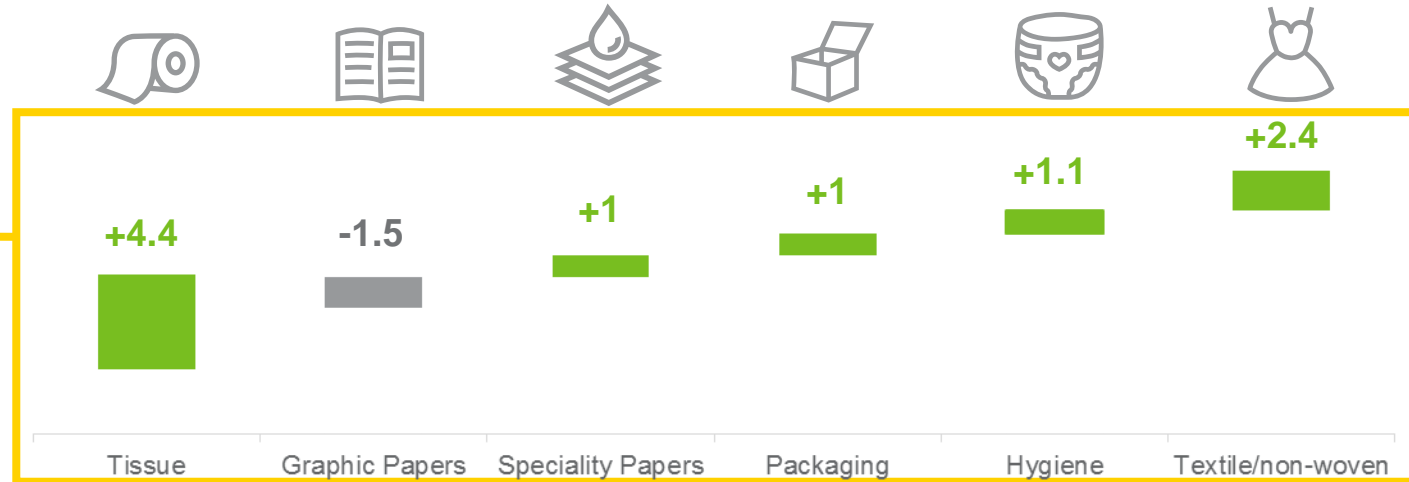 +4.4
-1.5
+1
+1
+1.1
+2.4
Tissue
Graphic Papers
Speciality Papers
Packaging
Hygiene
Textile/non-woven